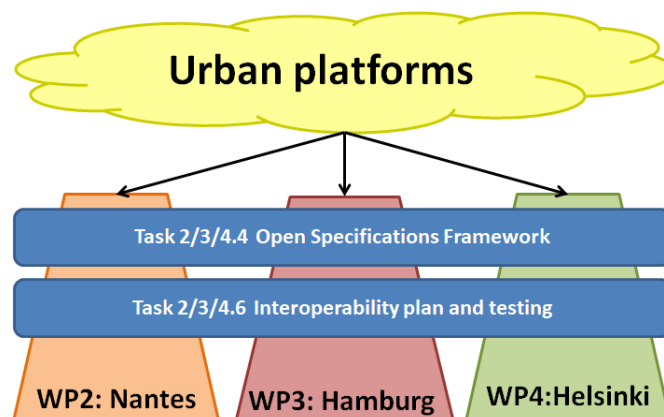 Urban platforms
Task 2/3/4.4 Open Specifications Framework
Task 2/3/4.6 Interoperability plan and testing
WP2: Nantes
WP3: Hamburg
WP4:Helsinki